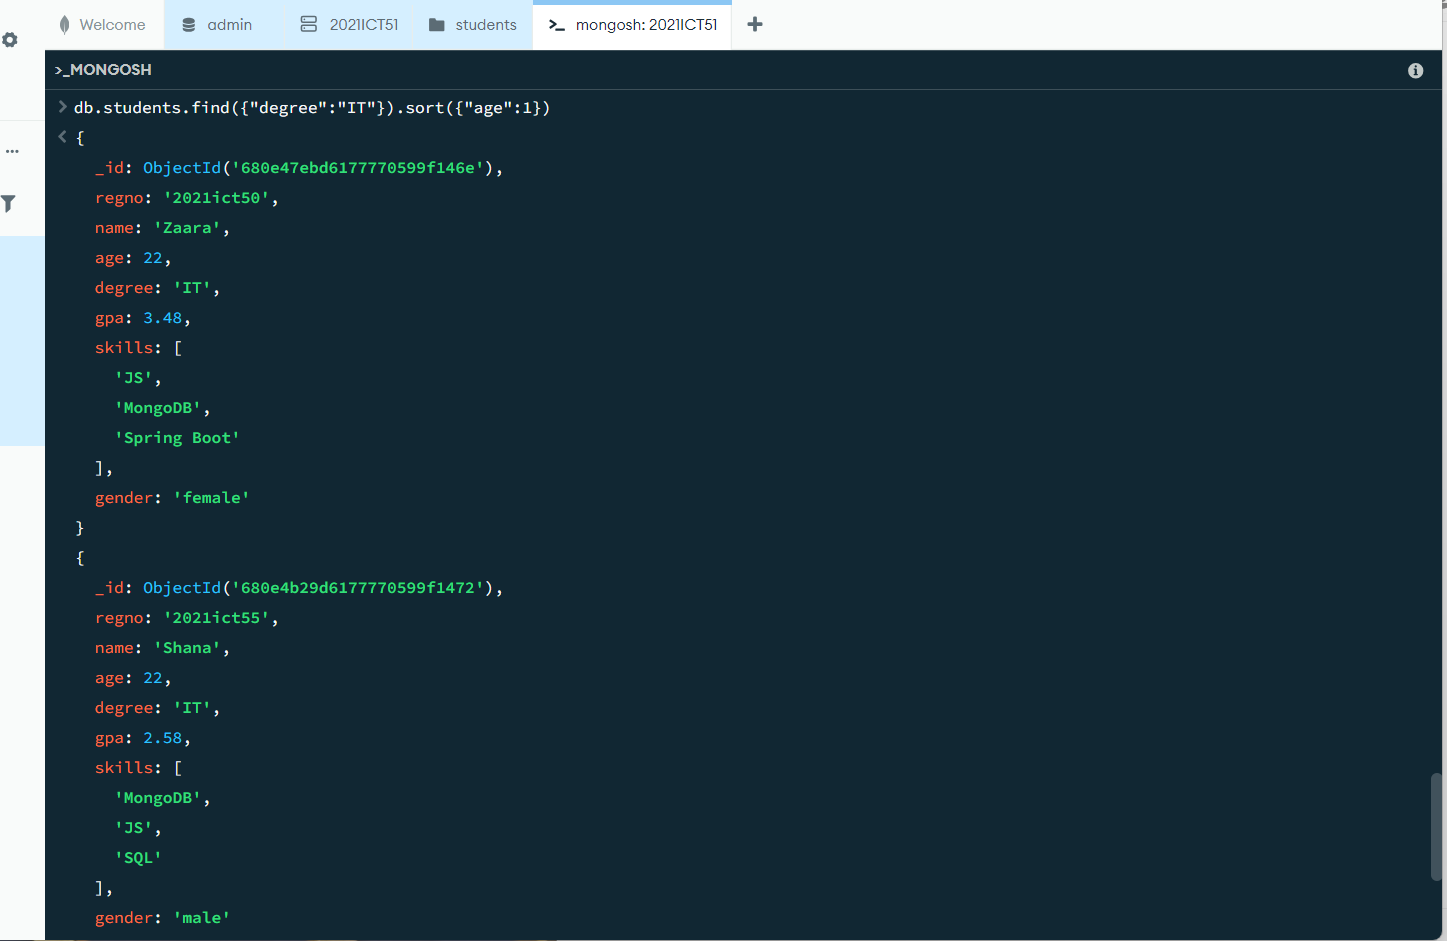 Welcome admin 2021ICT51 students >_ mongosh: 2021ICT51 +
>_MONGOSH
> db.students.find({"degree":"IT"}).sort({"age":1})
< {
_id: ObjectId('680e47ebd6177770599f146e'),
regno: '2021ict50',
name: 'Zaara',
age: 22,
degree: 'IT',
gpa: 3.48,
skills: [
'JS',
'MongoDB',
'Spring Boot'
],
gender: 'female'
}
{
_id: ObjectId('680e4b29d6177770599f1472'),
regno: '2021ict55',
name: 'Shana',
age: 22,
degree: 'IT',
gpa: 2.58,
skills: [
'MongoDB',
'JS',
'SQL'
],
gender: 'male'